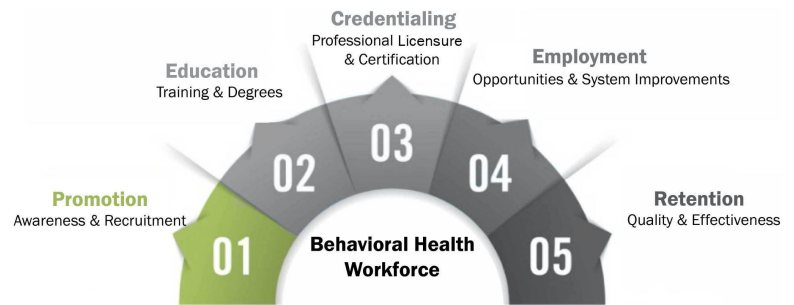 Credentialing
Professional Licensure
& Certification
Education
Training & Degrees
Employment
Opportunities & System Improvements
Promotion
Awareness & Recruitment
Retention
Quality & Effectiveness
01
02
03
04
05
Behavioral Health
Workforce